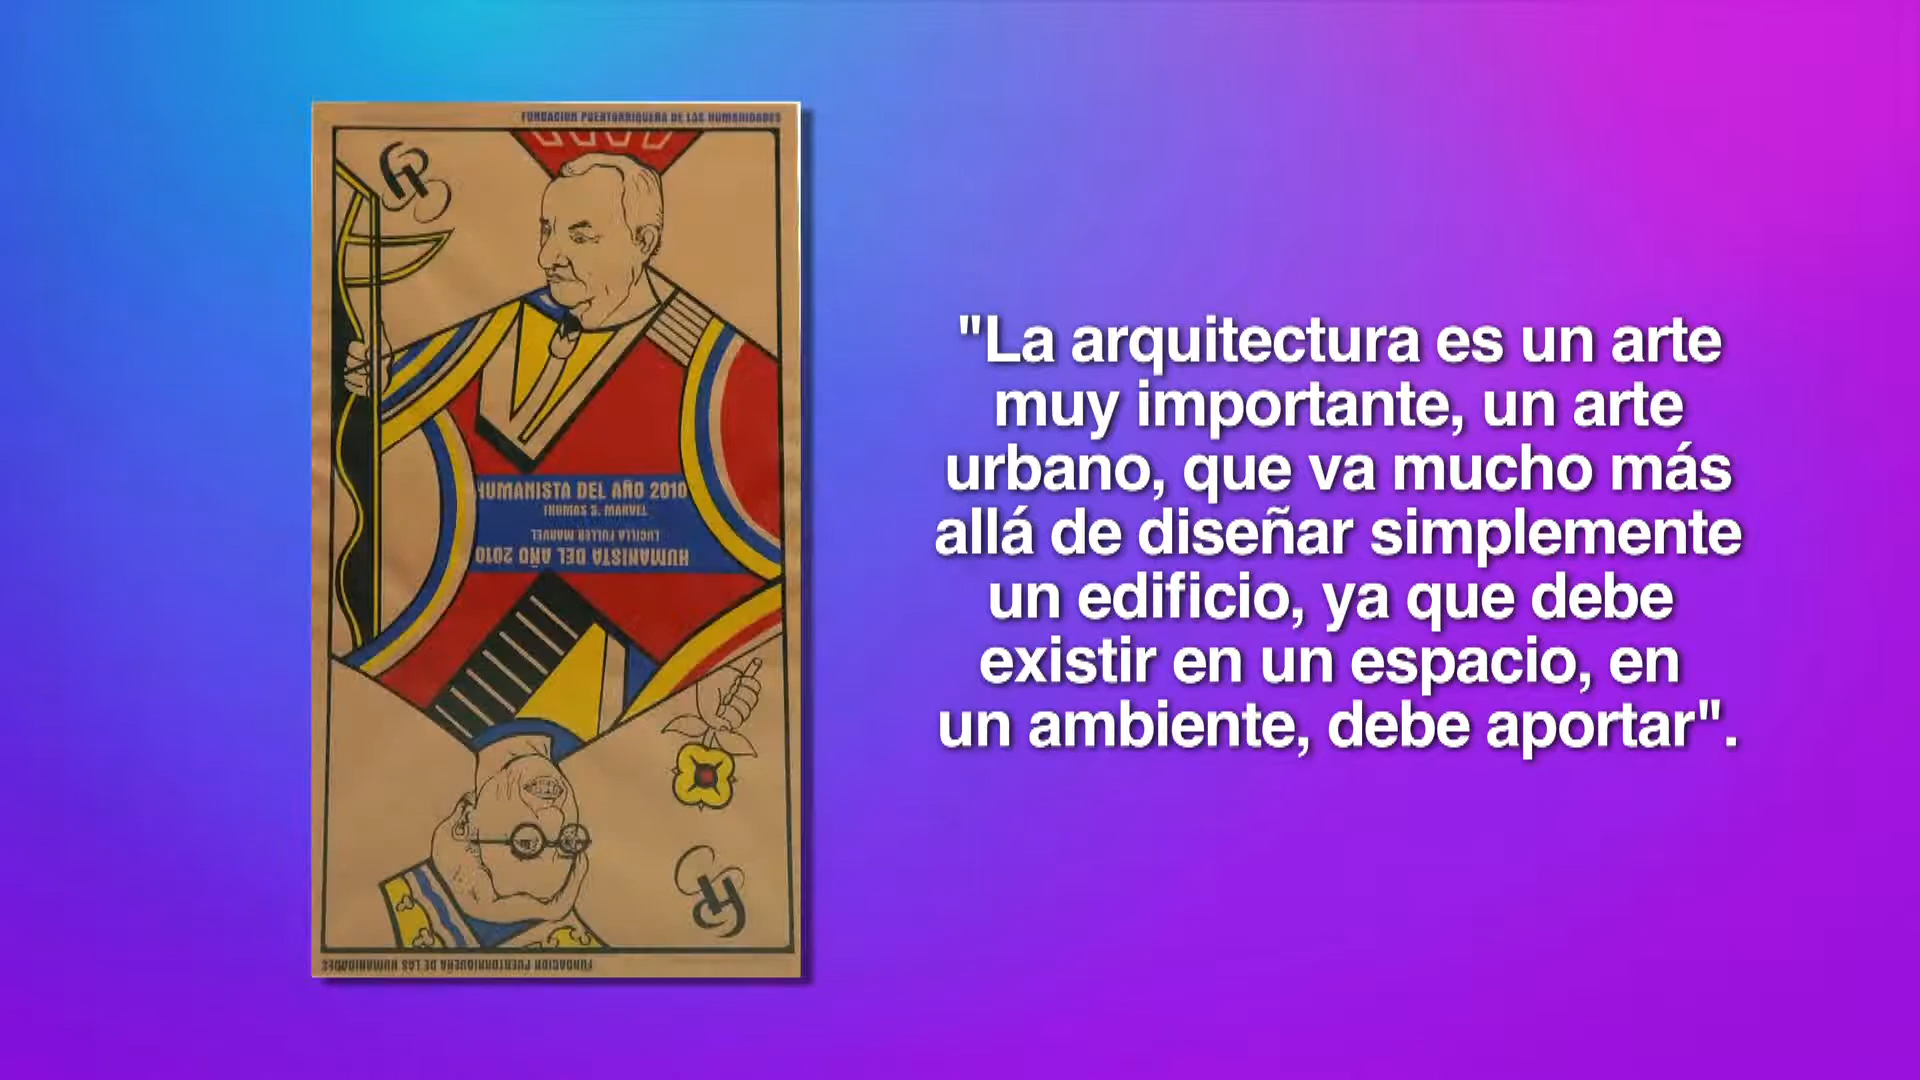 FUNDACION PUERTORRIQUEÑA DE LAS HUMANIDADES
HUMANISTA DEL AÑO 2010
THOMAS S. MARVEL
LUCILLA FULLER MARVEL
HUMANISTA DEL AÑO 2010
FUNDACION PUERTORRIQUEÑA DE LAS HUMANIDADES
"La arquitectura es un arte
muy importante, un arte
urbano, que va mucho más
allá de diseñar simplemente
un edificio, ya que debe
existir en un espacio, en
un ambiente, debe aportar".